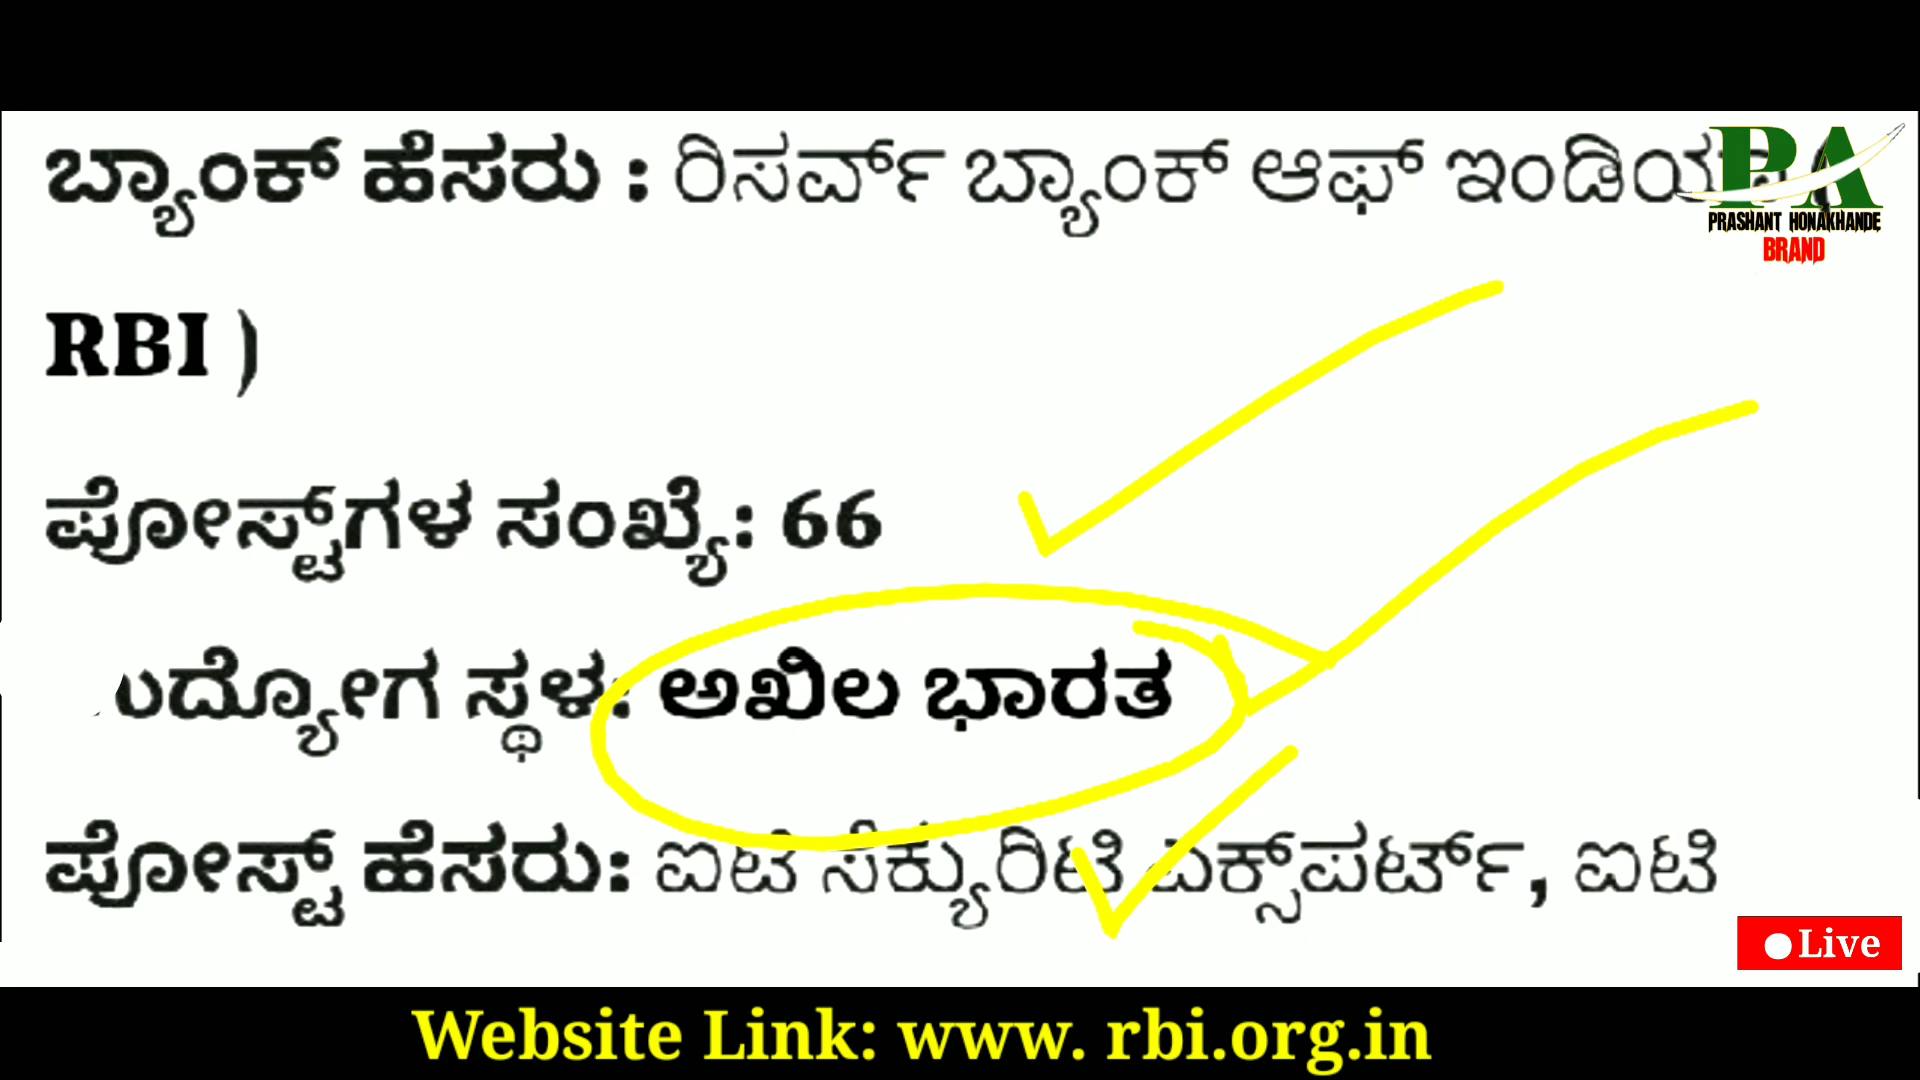 ಬ್ಯಾಂಕ್ ಹೆಸರು : ರಿಸರ್ವ್ ಬ್ಯಾಂಕ್ ಆಫ್ ಇಂಡಿಯಾ (
PA
PRASHANT HONAKHANDE
BRAND
RBI )
ಪೋಸ್ಟ್‌ಗಳ ಸಂಖ್ಯೆ: 66
ಉದ್ಯೋಗ ಸ್ಥಳ: ಅಖಿಲ ಭಾರತ
ಪೋಸ್ಟ್ ಹೆಸರು: ಐಟಿ ಸೆಕ್ಯುರಿಟಿ ಎಕ್ಸ್‌ಪರ್ಟ್, ಐಟಿ
Live
Website Link: www. rbi.org.in